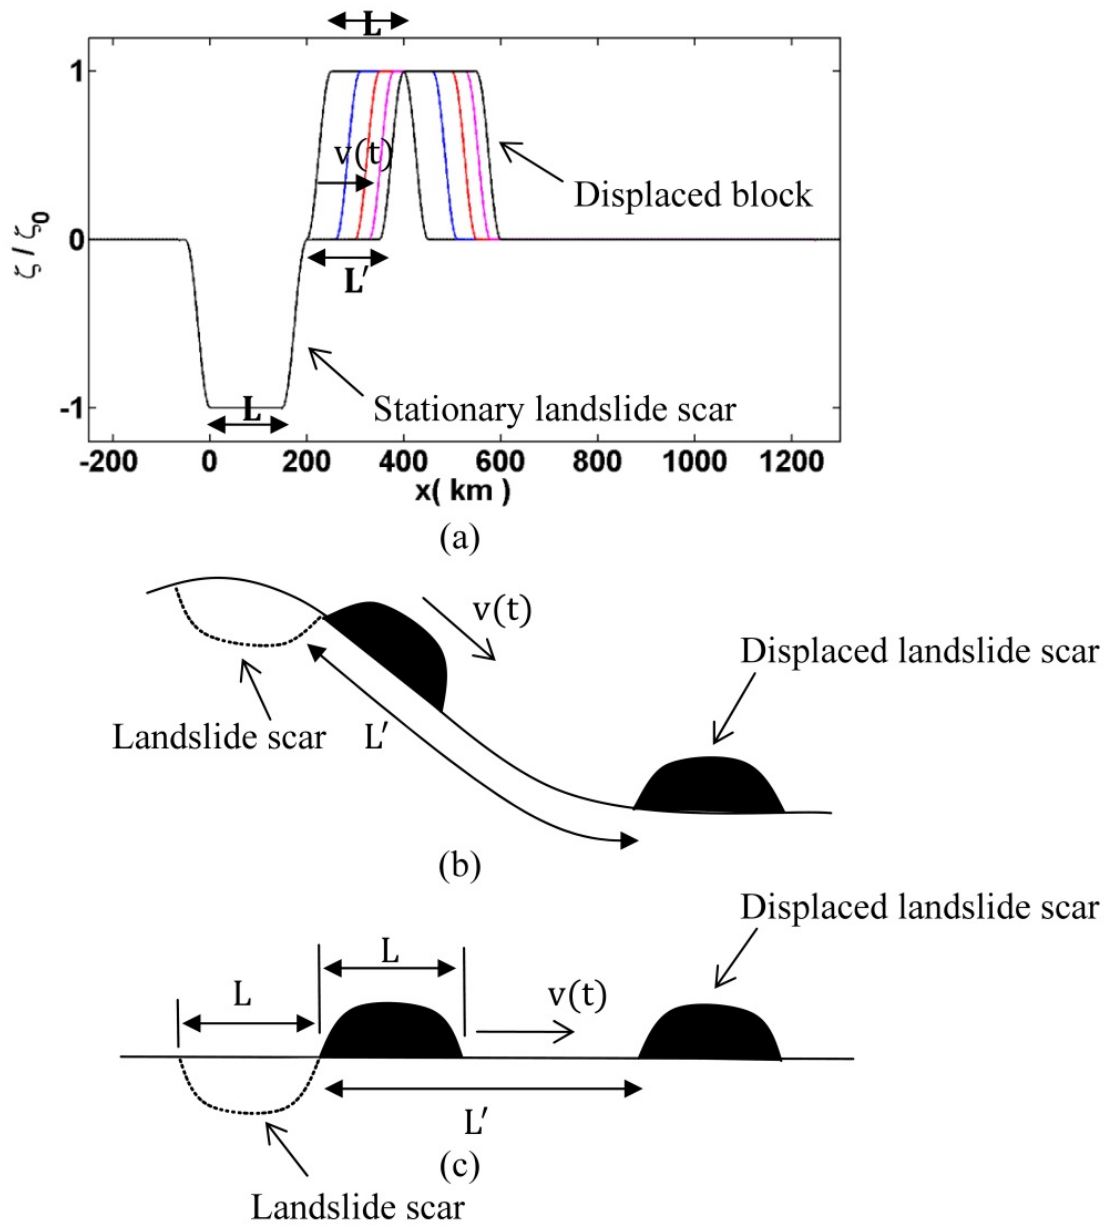 L
1
v(t)
Displaced block
0
ζ / ζ0
L′
-1
L
Stationary landslide scar
-200 0 200 400 600 800 1000 1200
x( km )
(a)
v(t)
Displaced landslide scar
Landslide scar
L′
(b)
Displaced landslide scar
L
L
v(t)
L′
(c)
Landslide scar